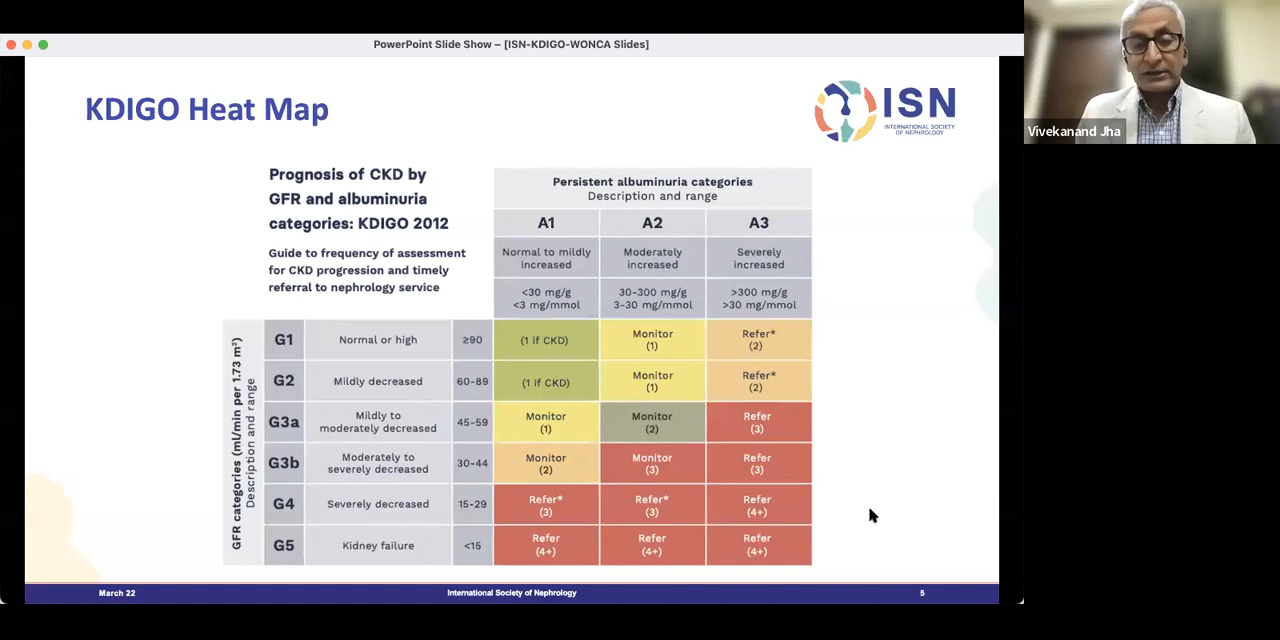 PowerPoint Slide Show – [ISN-KDIGO-WONCA Slides]
Vivekanand Jha
KDIGO Heat Map
ISN
INTERNATIONAL SOCIETY
OF NEPHROLOGY
Prognosis of CKD by
GFR and albuminuria
categories: KDIGO 2012
Guide to frequency of assessment
for CKD progression and timely
referral to nephrology service
Persistent albuminuria categories
Description and range
A1
A2
A3
Normal to mildly
increased
Moderately
increased
Severely
increased
<30 mg/g
<3 mg/mmol
30-300 mg/g
3-30 mg/mmol
>300 mg/g
>30 mg/mmol
GFR categories (ml/min per 1.73 m²)
Description and range
G1
Normal or high
≥90
(1 if CKD)
Monitor
(1)
Refer*
(2)
G2
Mildly decreased
60-89
(1 if CKD)
Monitor
(1)
Refer*
(2)
G3a
Mildly to
moderately decreased
45-59
Monitor
(1)
Monitor
(2)
Refer
(3)
G3b
Moderately to
severely decreased
30-44
Monitor
(2)
Monitor
(3)
Refer
(3)
G4
Severely decreased
15-29
Refer*
(3)
Refer*
(3)
Refer
(4+)
G5
Kidney failure
<15
Refer
(4+)
Refer
(4+)
Refer
(4+)
March 22
International Society of Nephrology
5